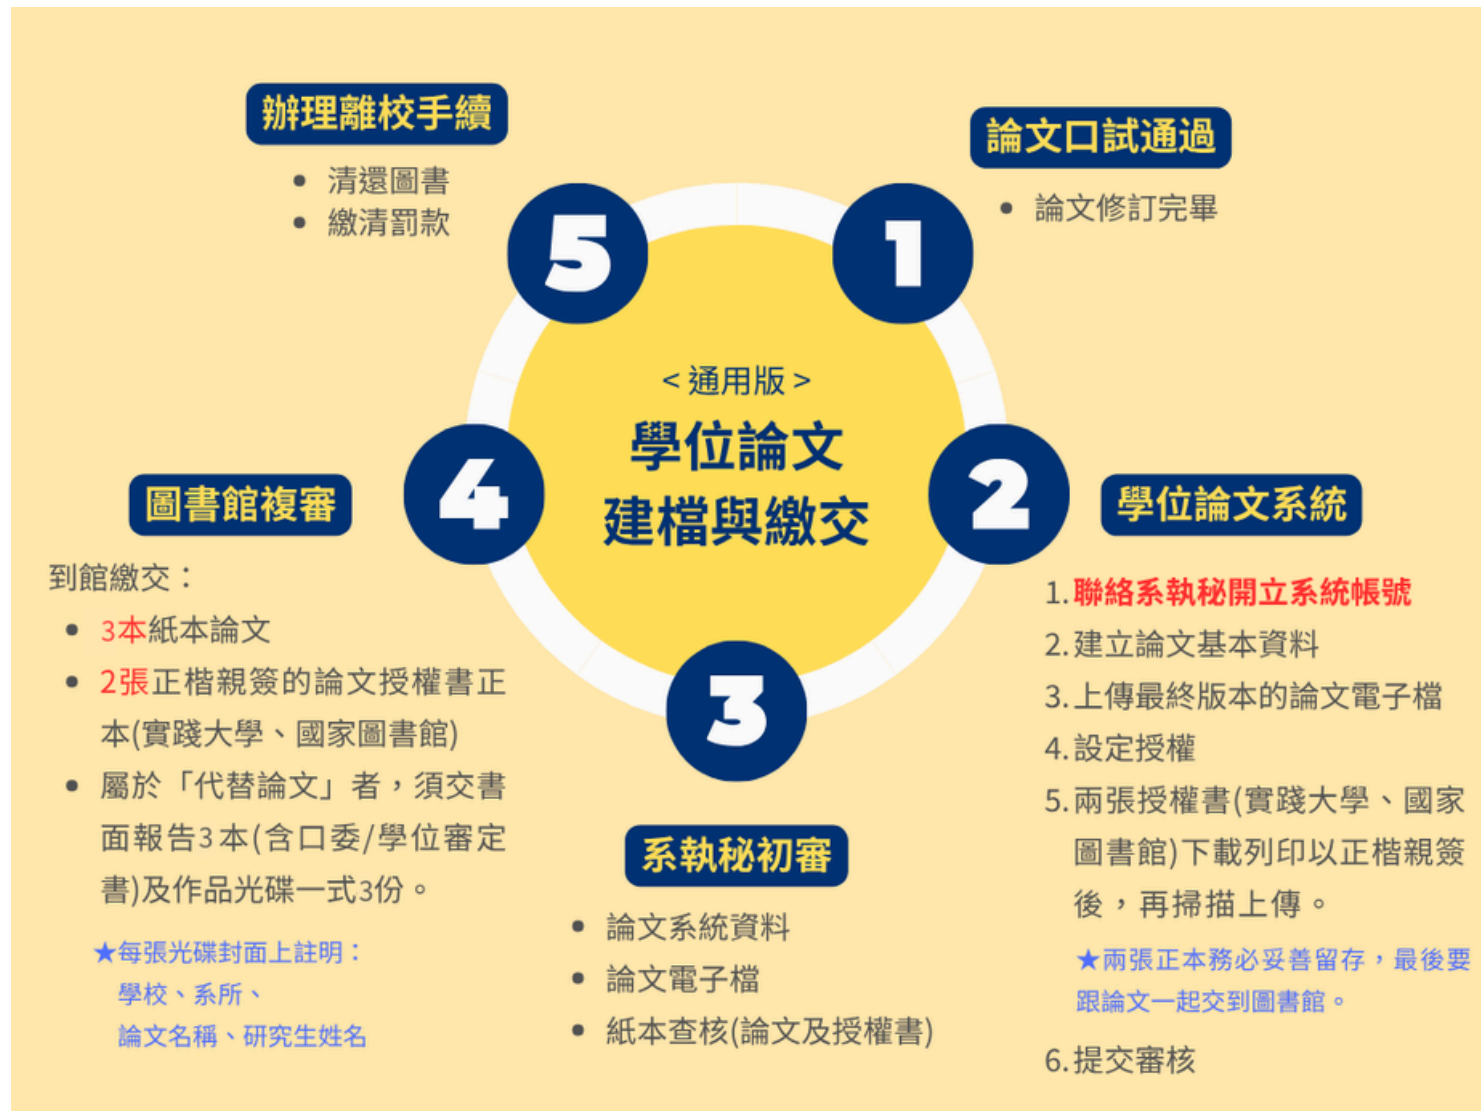 <通用版>
學位論文
建檔與繳交
1
論文口試通過
• 論文修訂完畢
2
學位論文系統
1.聯絡系執秘開立系統帳號
2.建立論文基本資料
3.上傳最終版本的論文電子檔
4.設定授權
5.兩張授權書(實踐大學、國家
圖書館)下載列印以正楷親簽
後，再掃描上傳。
★兩張正本務必妥善留存，最後要
跟論文一起交到圖書館。
6.提交審核
3
系執秘初審
• 論文系統資料
• 論文電子檔
• 紙本查核(論文及授權書)
4
圖書館複審
到館繳交：
• 3本紙本論文
• 2張正楷親簽的論文授權書正
本(實踐大學、國家圖書館)
• 屬於「代替論文」者，須交書
面報告3本(含口委/學位審定
書)及作品光碟一式3份。
★每張光碟封面上註明：
學校、系所、
論文名稱、研究生姓名
5
辦理離校手續
• 清還圖書
• 繳清罰款